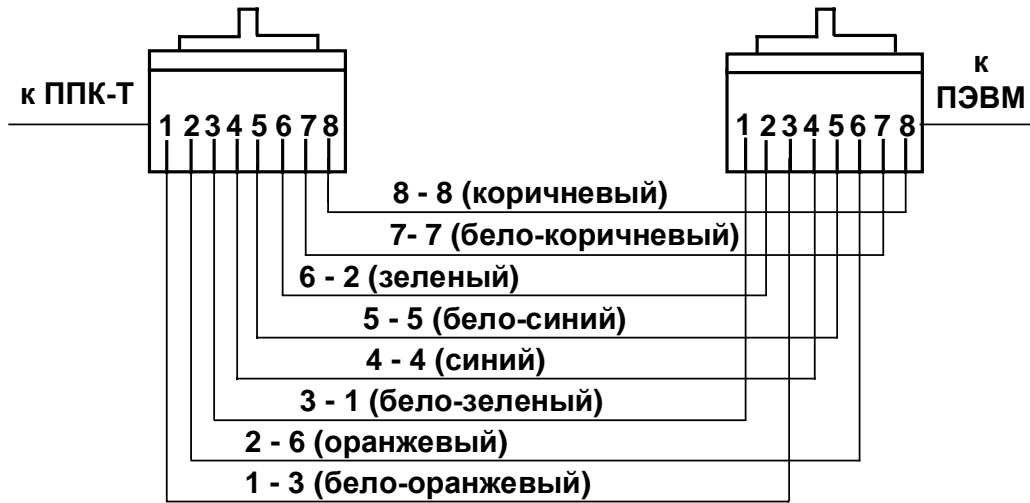 к ППК-Т
к
ПЭВМ
1 2 3 4 5 6 7 8
1 2 3 4 5 6 7 8
8 - 8 (коричневый)
7- 7 (бело-коричневый)
6 - 2 (зеленый)
5 - 5 (бело-синий)
4 - 4 (синий)
3 - 1 (бело-зеленый)
2 - 6 (оранжевый)
1 - 3 (бело-оранжевый)